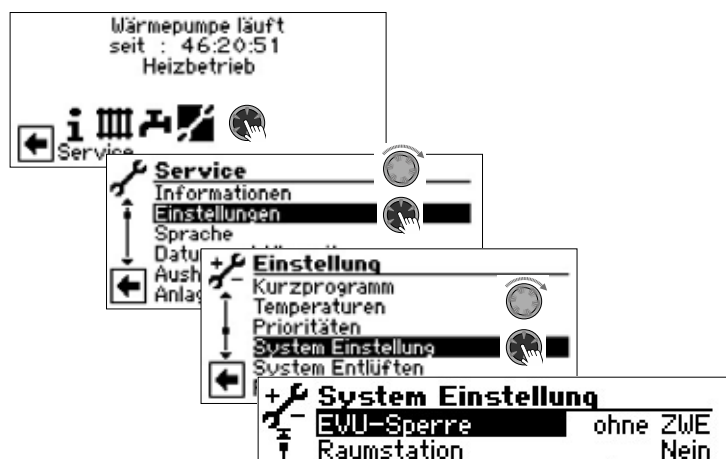 Wärmepumpe läuft
seit : 46:20:51
Heizbetrieb
Service
Service
Informationen
Einstellungen
Sprache
Einstellung
Kurzprogramm
Temperaturen
Prioritäten
System Einstellung
System Entlüften
System Einstellung
EVU-Sperre ohne ZWE
Raumstation Nein